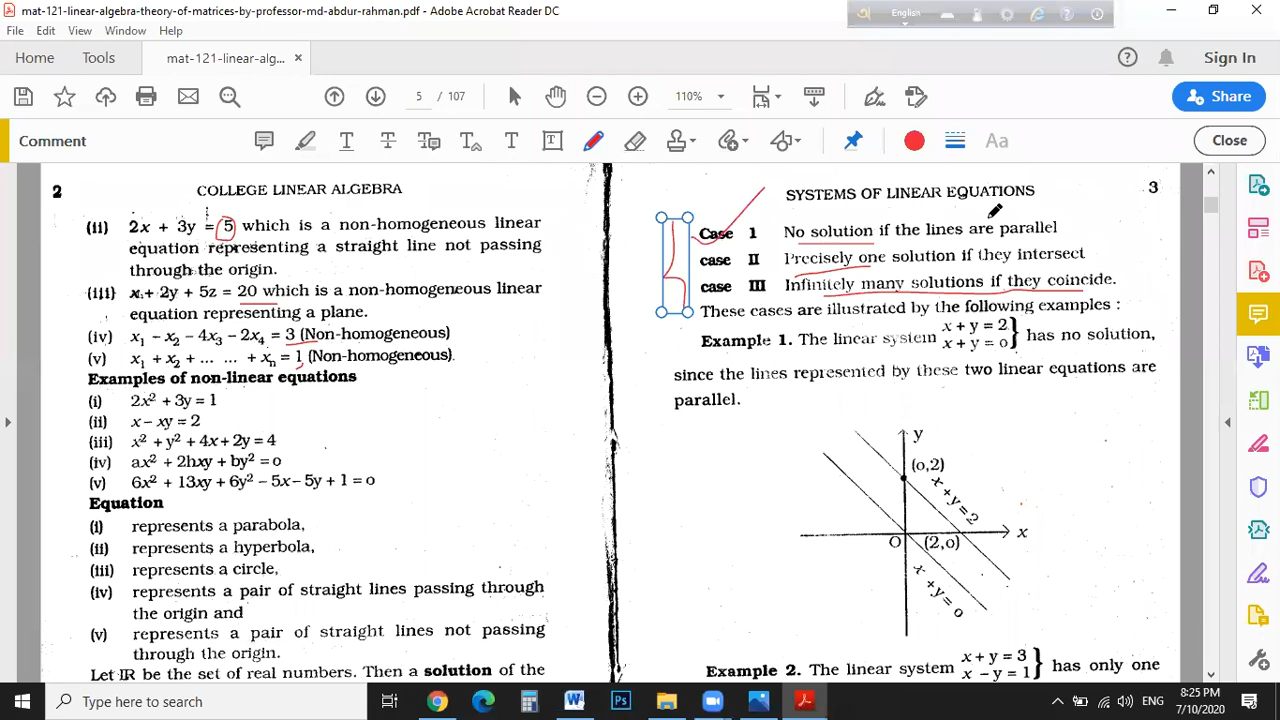 mat-121-linear-algebra-theory-of-matrices-by-professor-md-abdur-rahman.pdf - Adobe Acrobat Reader DC
English
File Edit View Window Help
Home Tools mat-121-linear-alg... × Sign In
5 / 107 110% Share
Comment Aa Close
2 COLLEGE LINEAR ALGEBRA
(ii) 2x + 3y = 5 which is a non-homogeneous linear
equation representing a straight line not passing
through the origin.
(iii) x + 2y + 5z = 20 which is a non-homogeneous linear
equation representing a plane.
(iv) x₁ − x₂ − 4x₃ − 2x₄ = 3 (Non-homogeneous)
(v) x₁ + x₂ + ... ... + xₙ = 1 (Non-homogeneous).
Examples of non-linear equations
(i) 2x² + 3y = 1
(ii) x − xy = 2
(iii) x² + y² + 4x + 2y = 4
(iv) ax² + 2hxy + by² = o
(v) 6x² + 13xy + 6y² − 5x − 5y + 1 = o
Equation
(i) represents a parabola,
(ii) represents a hyperbola,
(iii) represents a circle,
(iv) represents a pair of straight lines passing through
the origin and
(v) represents a pair of straight lines not passing
through the origin.
Let IR be the set of real numbers. Then a solution of the
SYSTEMS OF LINEAR EQUATIONS 3
Case I No solution if the lines are parallel
case II Precisely one solution if they intersect
case III Infinitely many solutions if they coincide.
These cases are illustrated by the following examples :
Example 1. The linear system x + y = 2 } has no solution,
x + y = o
since the lines represented by these two linear equations are
parallel.
y
(o,2)
x + y = 2
O (2,o) x
x + y = o
Example 2. The linear system x + y = 3 } has only one
x − y = 1
Type here to search
ENG
8:25 PM
7/10/2020